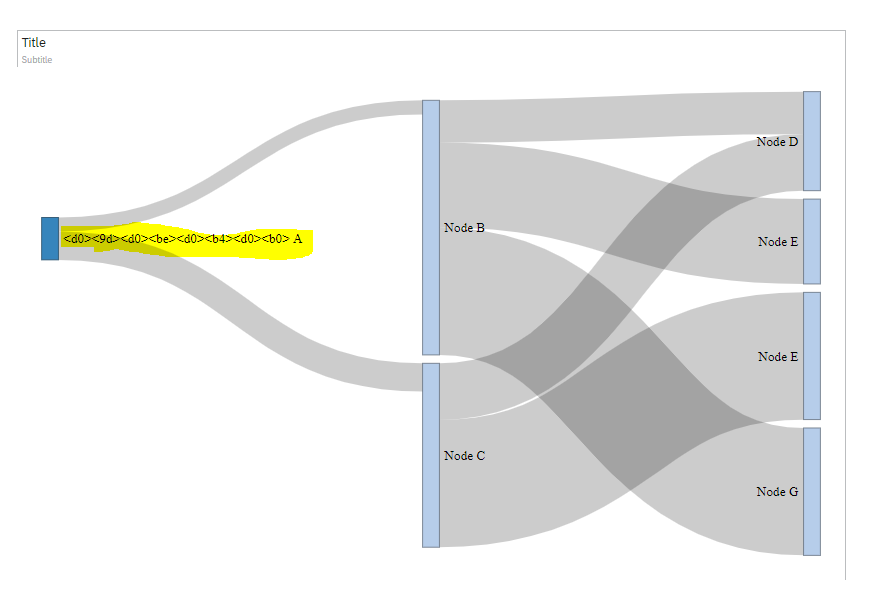 Title
Subtitle
<d0><9d><d0><be><d0><b4><d0><b0> A
Node B
Node C
Node D
Node E
Node E
Node G